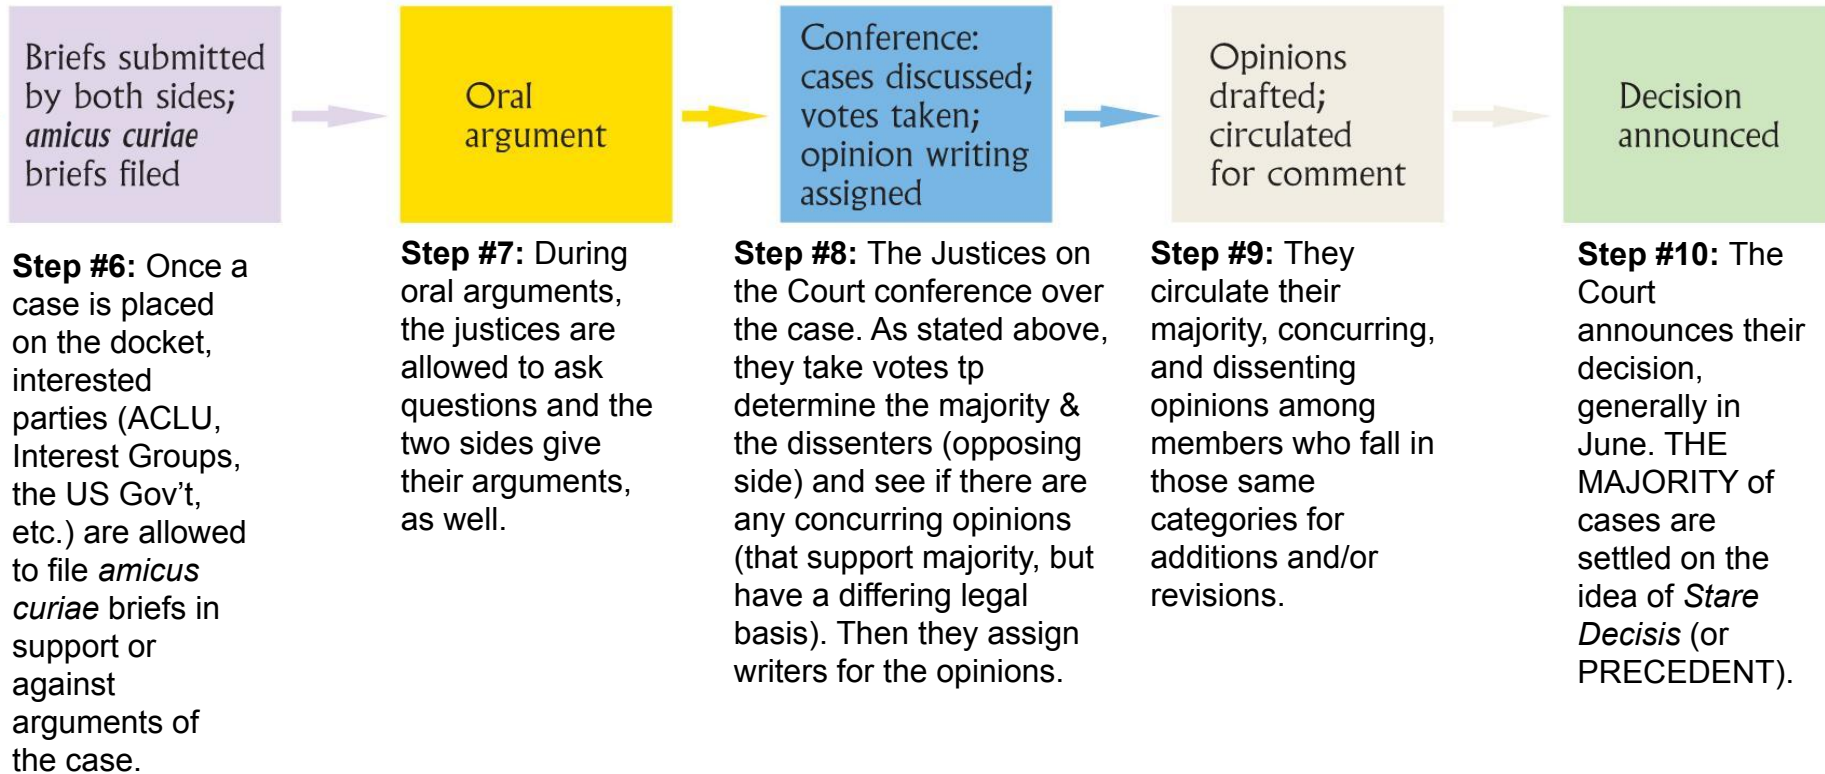 Briefs submitted
by both sides;
amicus curiae
briefs filed
Oral
argument
Conference:
cases discussed;
votes taken;
opinion writing
assigned
Opinions
drafted;
circulated
for comment
Decision
announced
Step #6: Once a
case is placed
on the docket,
interested
parties (ACLU,
Interest Groups,
the US Gov’t,
etc.) are allowed
to file amicus
curiae briefs in
support or
against
arguments of
the case.
Step #7: During
oral arguments,
the justices are
allowed to ask
questions and the
two sides give
their arguments,
as well.
Step #8: The Justices on
the Court conference over
the case. As stated above,
they take votes tp
determine the majority &
the dissenters (opposing
side) and see if there are
any concurring opinions
(that support majority, but
have a differing legal
basis). Then they assign
writers for the opinions.
Step #9: They
circulate their
majority, concurring,
and dissenting
opinions among
members who fall in
those same
categories for
additions and/or
revisions.
Step #10: The
Court
announces their
decision,
generally in
June. THE
MAJORITY of
cases are
settled on the
idea of Stare
Decisis (or
PRECEDENT).